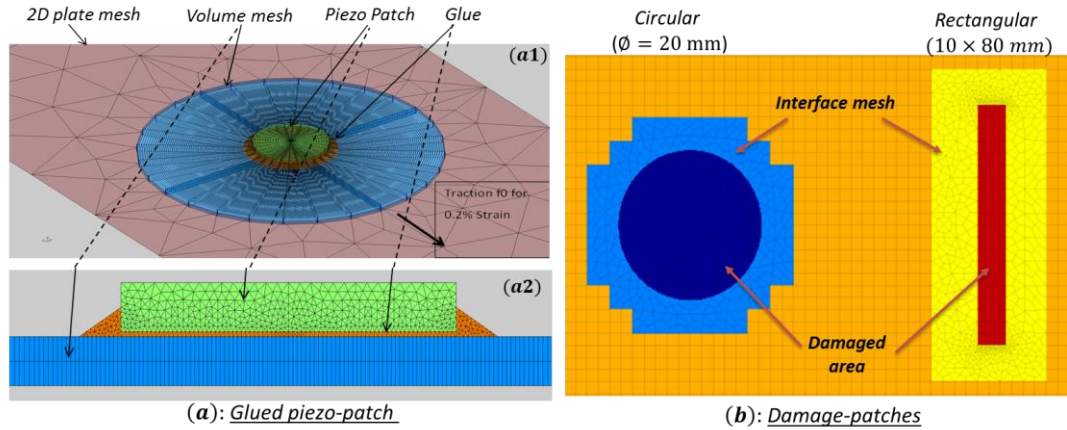 2D plate mesh
Volume mesh
Piezo Patch
Glue
(a1)
Traction f0 for
0.2% Strain
(a2)
(a): Glued piezo-patch
Circular
(Ø = 20 mm)
Rectangular
(10 × 80 mm)
Interface mesh
Damaged
area
(b): Damage-patches